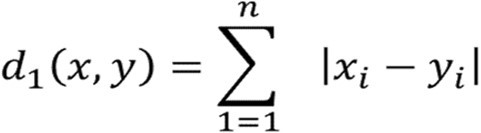 d₁(x, y) = ∑_{1=1}^{n} |xᵢ − yᵢ|